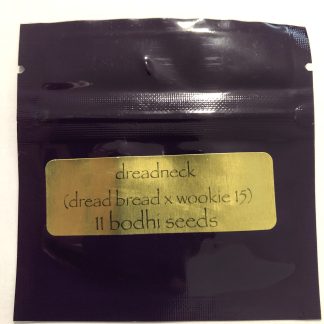 dreadneck
(dread bread x wookie 15)
11 bodhi seeds